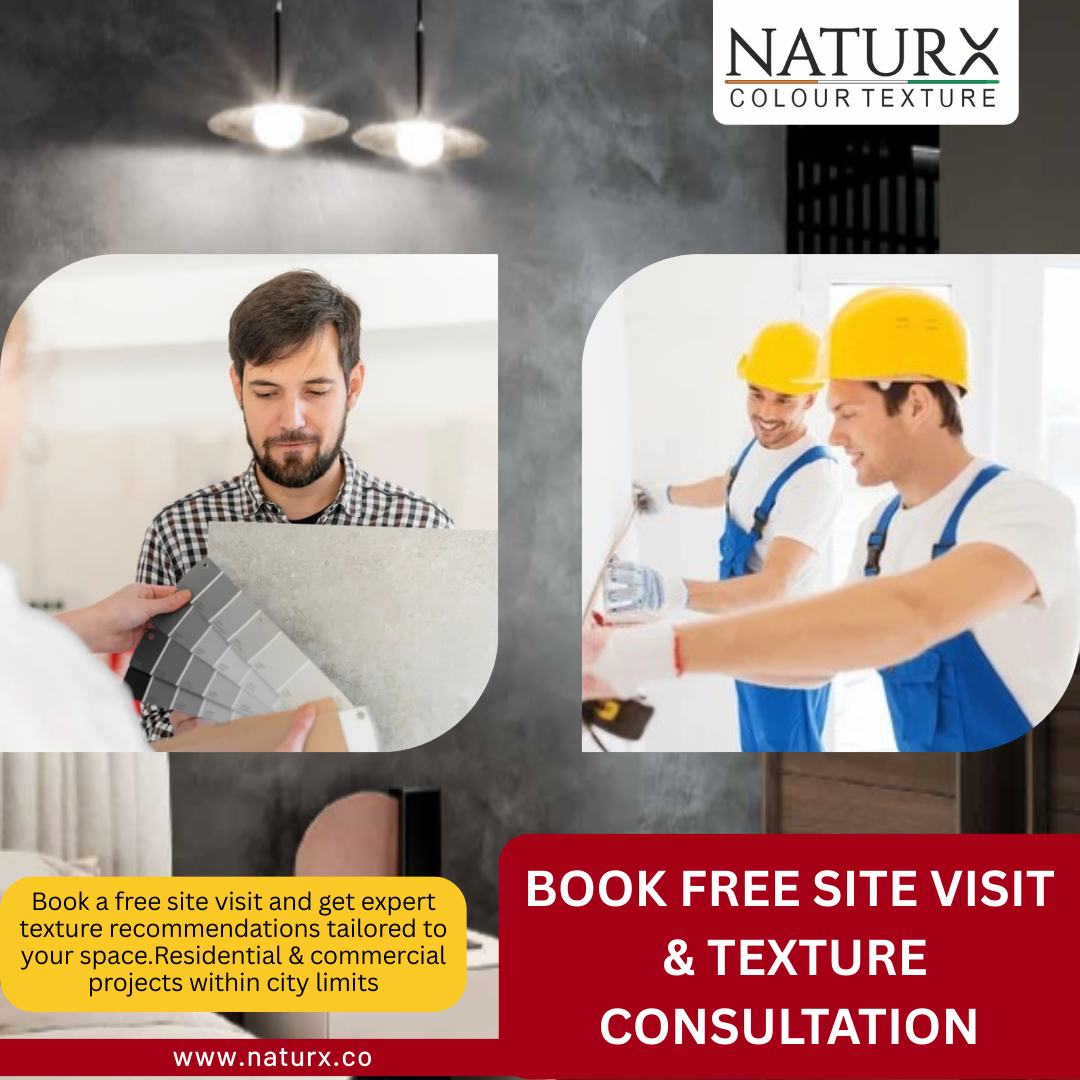 NATURX
COLOUR TEXTURE
Book a free site visit and get expert
texture recommendations tailored to
your space.Residential & commercial
projects within city limits
BOOK FREE SITE VISIT
& TEXTURE
CONSULTATION
www.naturx.co